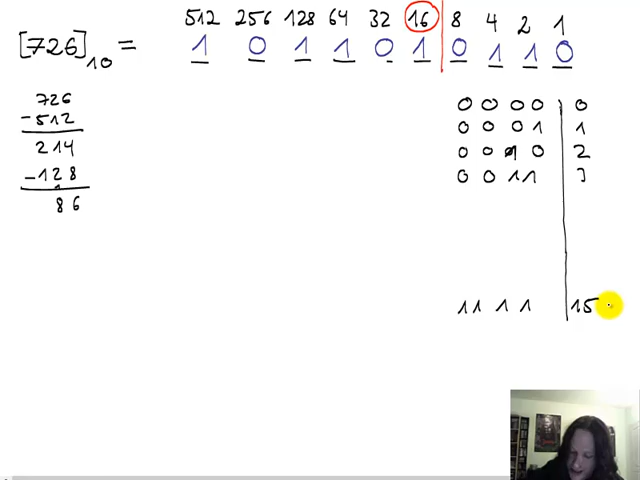 512 256 128 64 32 16 8 4 2 1
[726]10 = 1 0 1 1 0 1 0 1 1 0
726
-512
214
-128
86
0 0 0 0 0
0 0 0 1 1
0 0 1 0 2
0 0 1 1 3
1 1 1 1 15